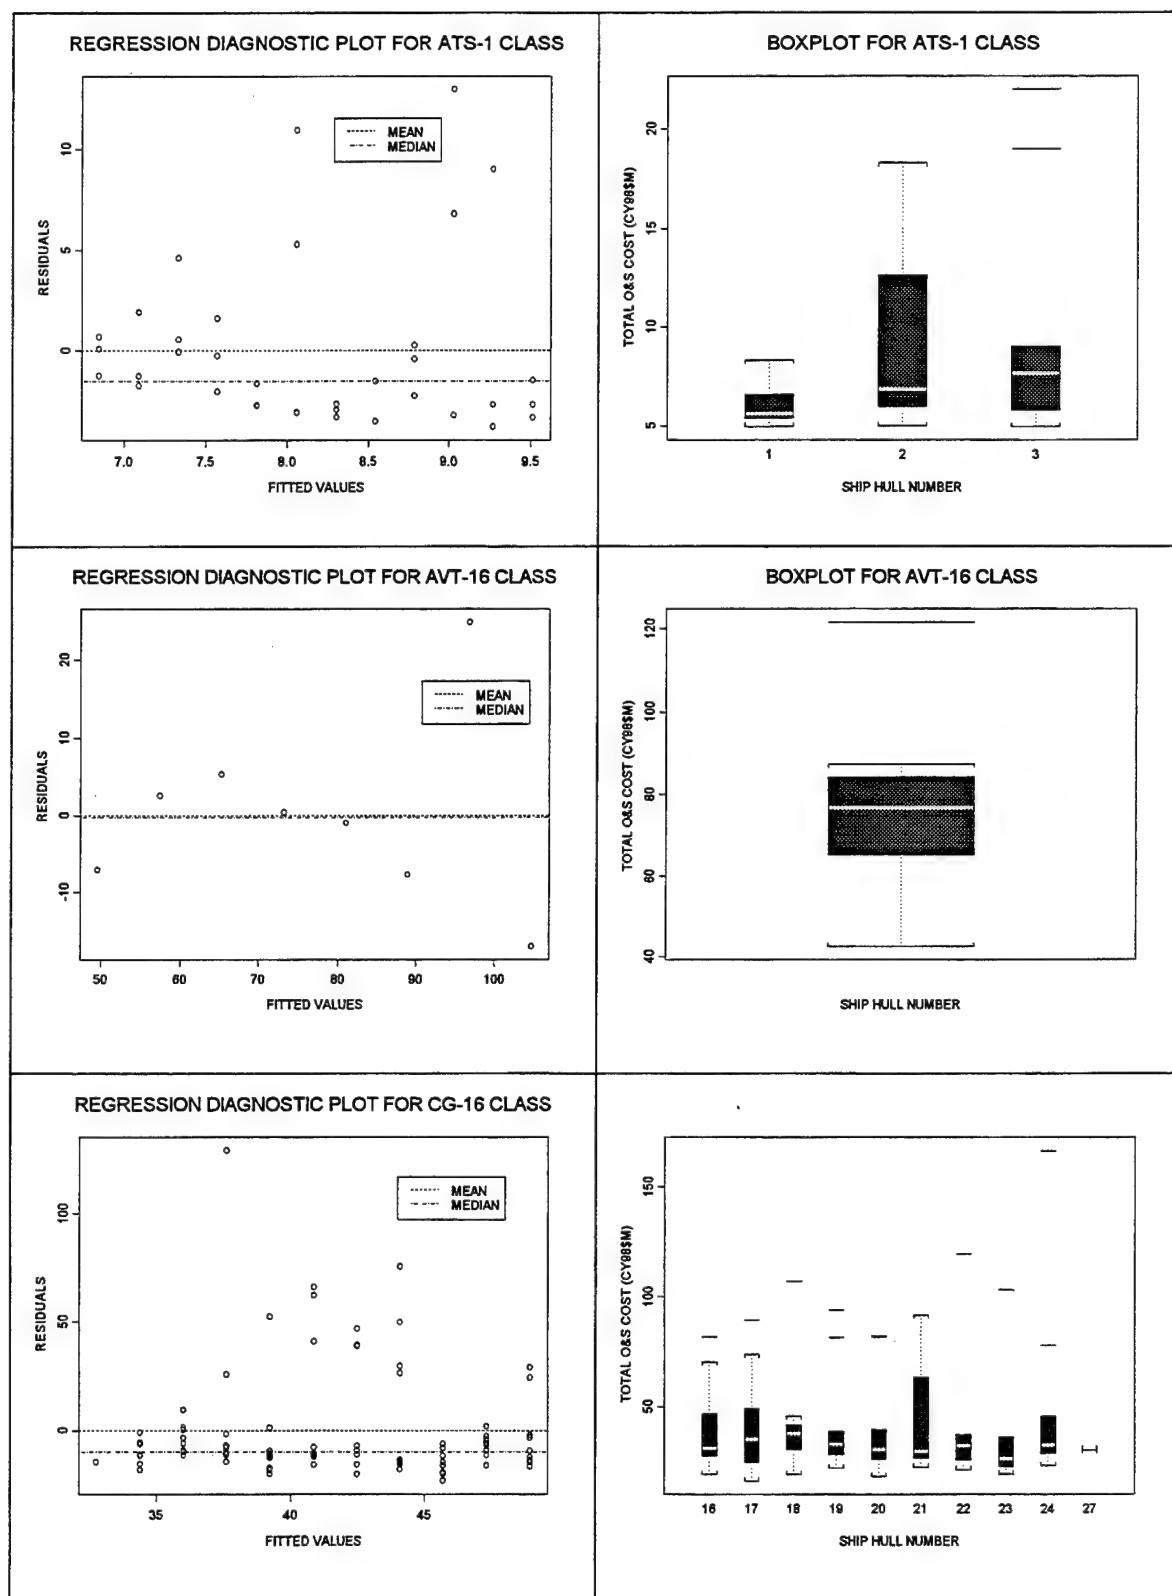 REGRESSION DIAGNOSTIC PLOT FOR ATS-1 CLASS
MEAN
MEDIAN
RESIDUALS
10
5
0
7.0 7.5 8.0 8.5 9.0 9.5
FITTED VALUES
BOXPLOT FOR ATS-1 CLASS
TOTAL O&S COST (CY98$M)
20
15
10
5
1 2 3
SHIP HULL NUMBER
REGRESSION DIAGNOSTIC PLOT FOR AVT-16 CLASS
MEAN
MEDIAN
RESIDUALS
20
10
0
-10
50 60 70 80 90 100
FITTED VALUES
BOXPLOT FOR AVT-16 CLASS
TOTAL O&S COST (CY98$M)
120
100
80
60
40
SHIP HULL NUMBER
REGRESSION DIAGNOSTIC PLOT FOR CG-16 CLASS
MEAN
MEDIAN
RESIDUALS
100
50
0
35 40 45
FITTED VALUES
TOTAL O&S COST (CY98$M)
150
100
50
16 17 18 19 20 21 22 23 24 27
SHIP HULL NUMBER